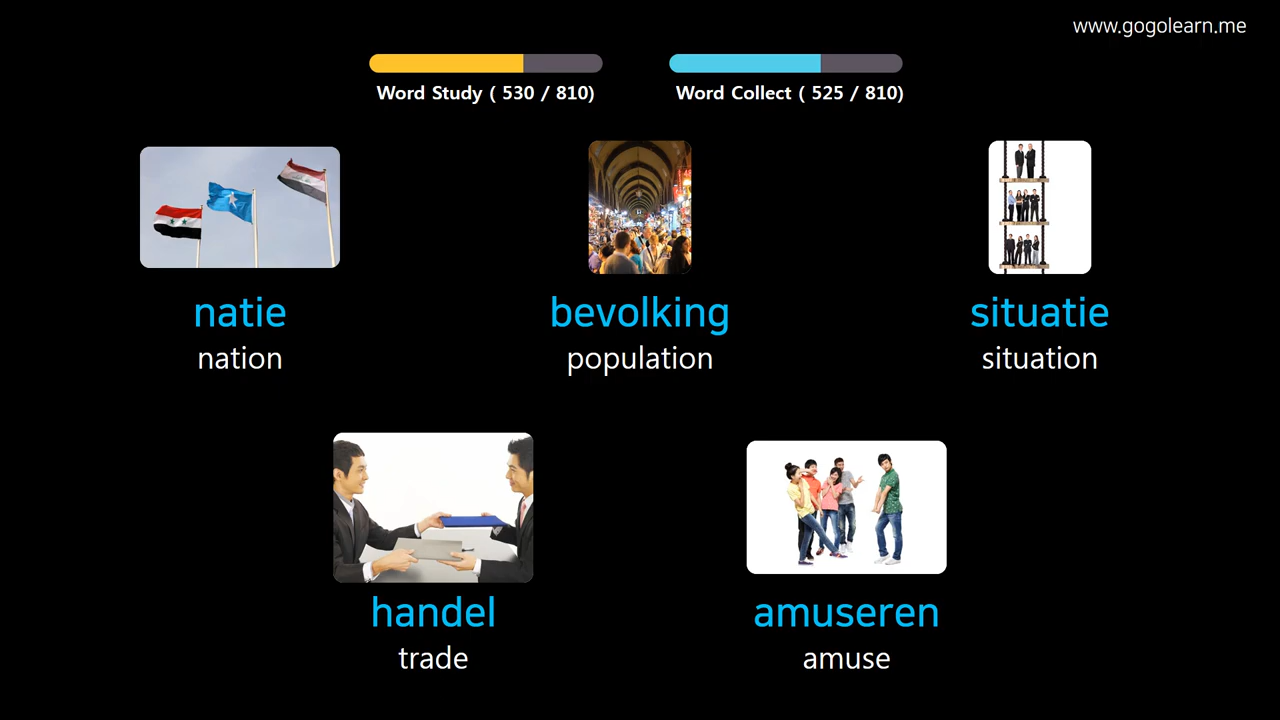 www.gogolearn.me
Word Study ( 530 / 810)
Word Collect ( 525 / 810)
natie
nation
bevolking
population
situatie
situation
handel
trade
amuseren
amuse